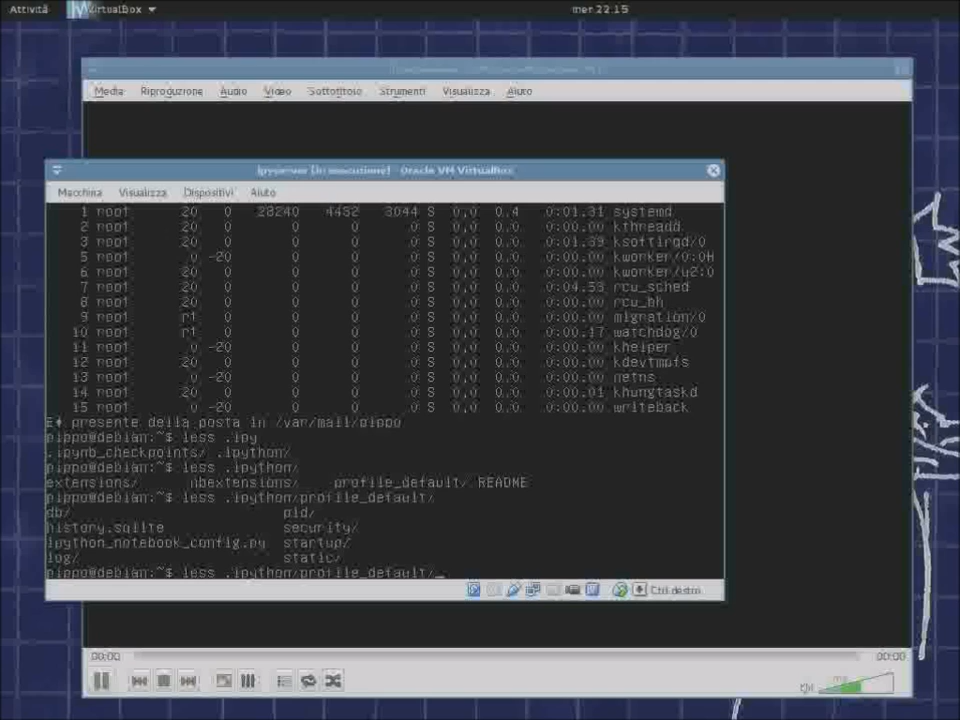 Attività VirtualBox mer 22.15
Media Riproduzione Audio Video Sottotitolo Strumenti Visualizza Aiuto
[In esecuzione] - Oracle VM VirtualBox
Macchina Visualizza Dispositivi Aiuto
1 root 20 0 28240 4432 3044 S 0,0 0.4 0:01.31 systemd
2 root 20 0 0 0 0 S 0,0 0.0 0:00.00 kthreadd
3 root 20 0 0 0 0 S 0,0 0.0 0:01.39 ksoftirqd/0
5 root 0 -20 0 0 0 S 0,0 0.0 0:00.00 kworker/0:0H
6 root 20 0 0 0 0 S 0,0 0.0 0:00.00 kworker/u2:0
7 root 20 0 0 0 0 S 0,0 0.0 0:04.53 rcu_sched
8 root 20 0 0 0 0 S 0,0 0.0 0:00.00 rcu_bh
9 root rt 0 0 0 0 S 0,0 0.0 0:00.00 migration/0
10 root rt 0 0 0 0 S 0,0 0.0 0:00.17 watchdog/0
11 root 0 -20 0 0 0 S 0,0 0.0 0:00.00 khelper
12 root 20 0 0 0 0 S 0,0 0.0 0:00.00 kdevtmpfs
13 root 0 -20 0 0 0 S 0,0 0.0 0:00.00 netns
14 root 20 0 0 0 0 S 0,0 0.0 0:00.01 khungtaskd
15 root 0 -20 0 0 0 S 0,0 0.0 0:00.00 writeback
E' presente della posta in /var/mail/pippo
pippo@debian:~$ less .ipy
.ipynb_checkpoints/ .ipython/
pippo@debian:~$ less .ipython/
extensions/ nbextensions/ profile_default/ README
pippo@debian:~$ less .ipython/profile_default/
db/ pid/
history.sqlite security/
ipython_notebook_config.py startup/
log/ static/
pippo@debian:~$ less .ipython/profile_default/_
Ctrl destro
00:00 00:00